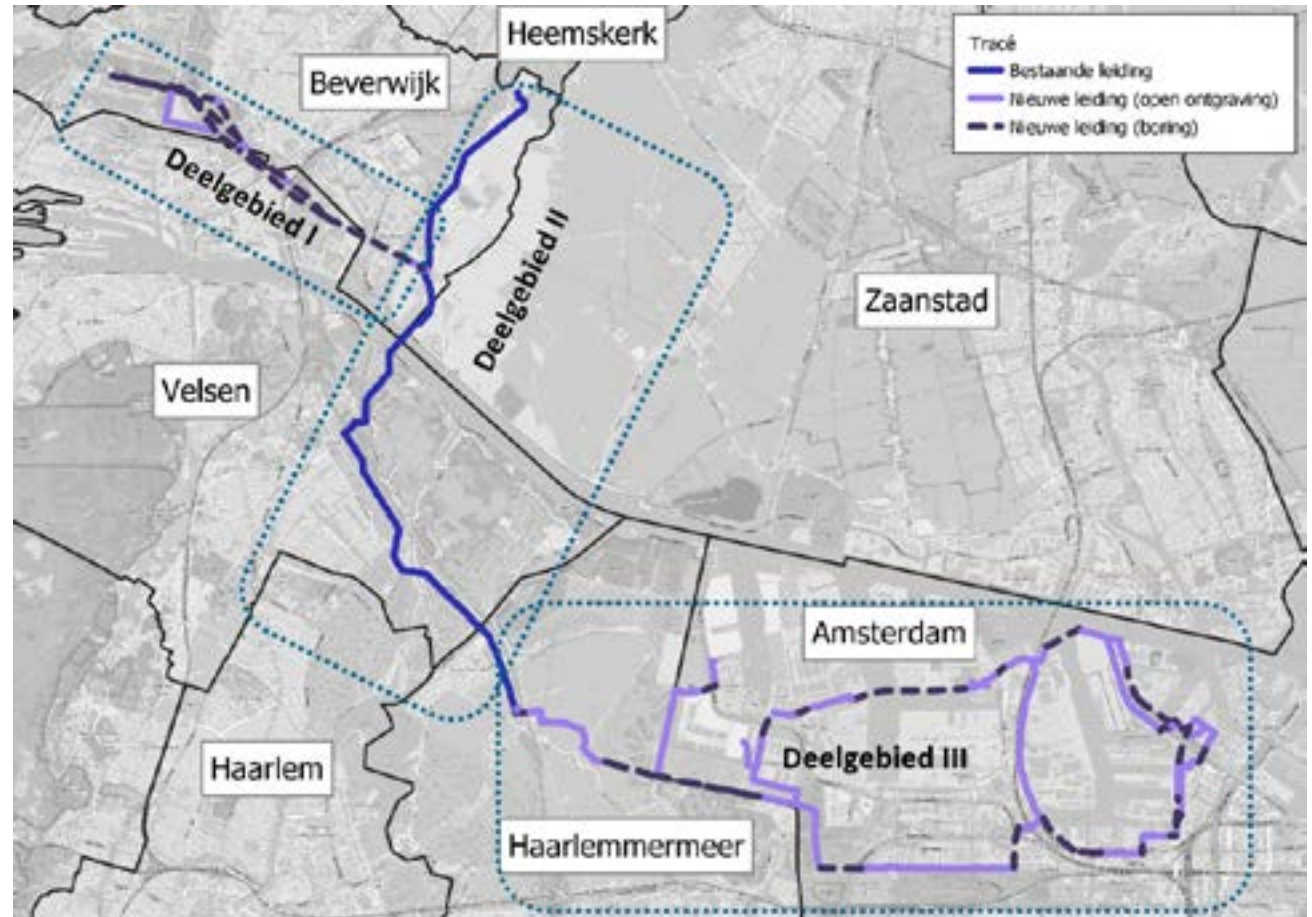 Heemskerk
Beverwijk
Tracé
Bestaande leiding
Nieuwe leiding (open ontgraving)
Nieuwe leiding (boring)
Deelgebied I
Deelgebied II
Zaanstad
Velsen
Amsterdam
Deelgebied III
Haarlem
Haarlemmermeer